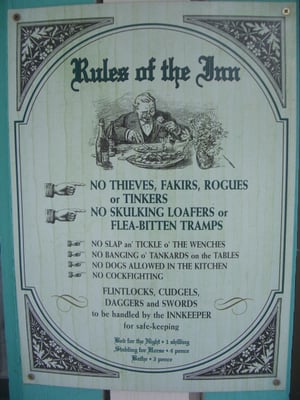 Rules of the Inn
NO THIEVES, FAKIRS, ROGUES
or TINKERS
NO SKULKING LOAFERS or
FLEA-BITTEN TRAMPS
NO SLAP an' TICKLE o' THE WENCHES
NO BANGING o' TANKARDS on the TABLES
NO DOGS ALLOWED IN THE KITCHEN
NO COCKFIGHTING
FLINTLOCKS, CUDGELS,
DAGGERS and SWORDS
to be handed by the INNKEEPER
for safe-keeping
Bed for the Night • 1 shilling
Stabling for Horse • 4 pence
Bathe • 2 pence